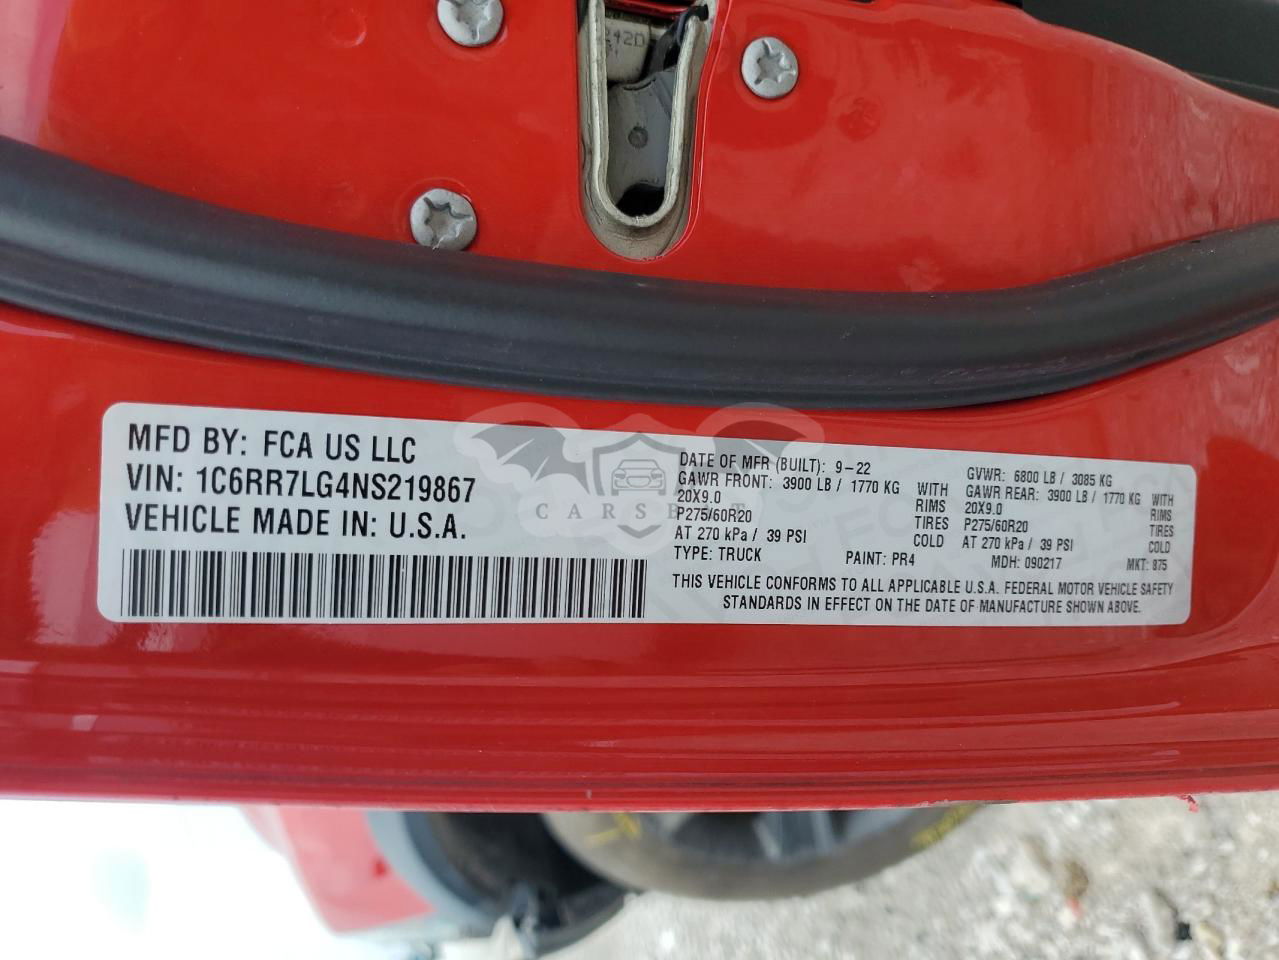 242D
MFD BY: FCA US LLC
VIN: 1C6RR7LG4NS219867
VEHICLE MADE IN: U.S.A.
CARSBAT
DATE OF MFR (BUILT): 9-22 GVWR: 6800 LB / 3085 KG
GAWR FRONT: 3900 LB / 1770 KG WITH GAWR REAR: 3900 LB / 1770 KG WITH
20X9.0 RIMS 20X9.0 RIMS
P275/60R20 TIRES P275/60R20 TIRES
AT 270 kPa / 39 PSI COLD AT 270 kPa / 39 PSI COLD
TYPE: TRUCK PAINT: PR4 MDH: 090217 MKT: 875
THIS VEHICLE CONFORMS TO ALL APPLICABLE U.S.A. FEDERAL MOTOR VEHICLE SAFETY
STANDARDS IN EFFECT ON THE DATE OF MANUFACTURE SHOWN ABOVE.